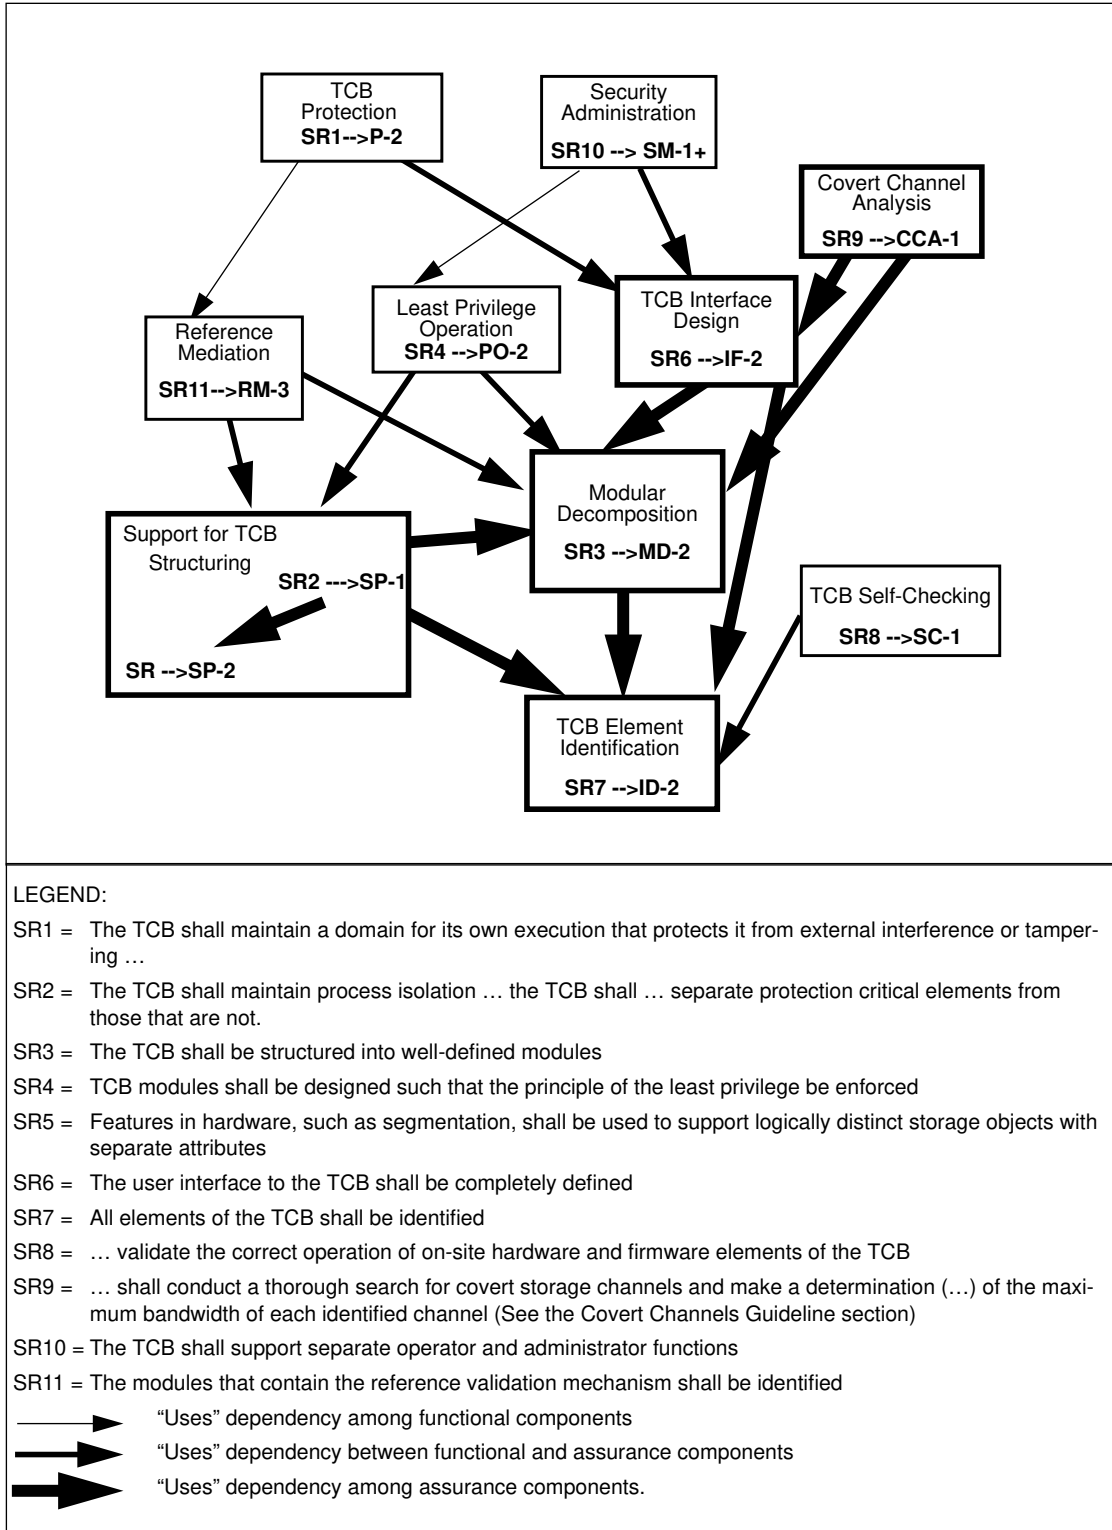 TCB
Protection
SR1-->P-2
Security
Administration
SR10 --> SM-1+
Covert Channel
Analysis
SR9 -->CCA-1
TCB Interface
Design
SR6 -->IF-2
Least Privilege
Operation
SR4 -->PO-2
Reference
Mediation
SR11-->RM-3
Modular
Decomposition
SR3 -->MD-2
Support for TCB
Structuring
SR2 --->SP-1
SR -->SP-2
TCB Self-Checking
SR8 -->SC-1
TCB Element
Identification
SR7 -->ID-2
LEGEND:
SR1 = The TCB shall maintain a domain for its own execution that protects it from external interference or tamper-
ing …
SR2 = The TCB shall maintain process isolation … the TCB shall … separate protection critical elements from
those that are not.
SR3 = The TCB shall be structured into well-defined modules
SR4 = TCB modules shall be designed such that the principle of the least privilege be enforced
SR5 = Features in hardware, such as segmentation, shall be used to support logically distinct storage objects with
separate attributes
SR6 = The user interface to the TCB shall be completely defined
SR7 = All elements of the TCB shall be identified
SR8 = … validate the correct operation of on-site hardware and firmware elements of the TCB
SR9 = … shall conduct a thorough search for covert storage channels and make a determination (…) of the maxi-
mum bandwidth of each identified channel (See the Covert Channels Guideline section)
SR10 = The TCB shall support separate operator and administrator functions
SR11 = The modules that contain the reference validation mechanism shall be identified
“Uses” dependency among functional components
“Uses” dependency between functional and assurance components
“Uses” dependency among assurance components.